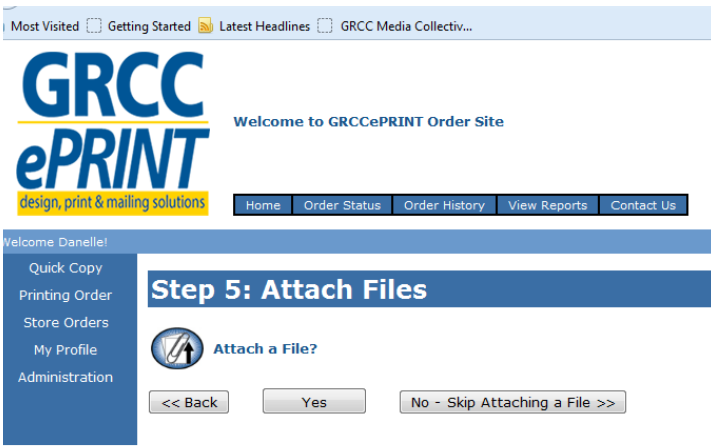 Most Visited Getting Started Latest Headlines GRCC Media Collectiv...
GRCC
ePRINT
design, print & mailing solutions
Welcome to GRCCePRINT Order Site
Home Order Status Order History View Reports Contact Us
Welcome Danelle!
Quick Copy
Printing Order
Store Orders
My Profile
Administration
Step 5: Attach Files
Attach a File?
<< Back Yes No - Skip Attaching a File >>